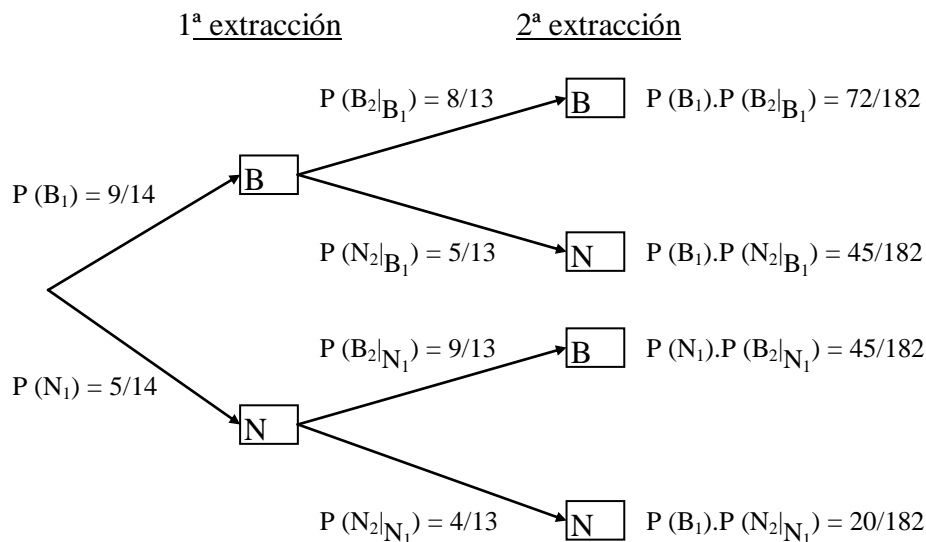 1ª extracción 2ª extracción
P (B₂|B₁) = 8/13 B P (B₁).P (B₂|B₁) = 72/182
B
P (B₁) = 9/14
P (N₂|B₁) = 5/13 N P (B₁).P (N₂|B₁) = 45/182
P (B₂|N₁) = 9/13 B P (N₁).P (B₂|N₁) = 45/182
P (N₁) = 5/14
N
P (N₂|N₁) = 4/13 N P (B₁).P (N₂|N₁) = 20/182